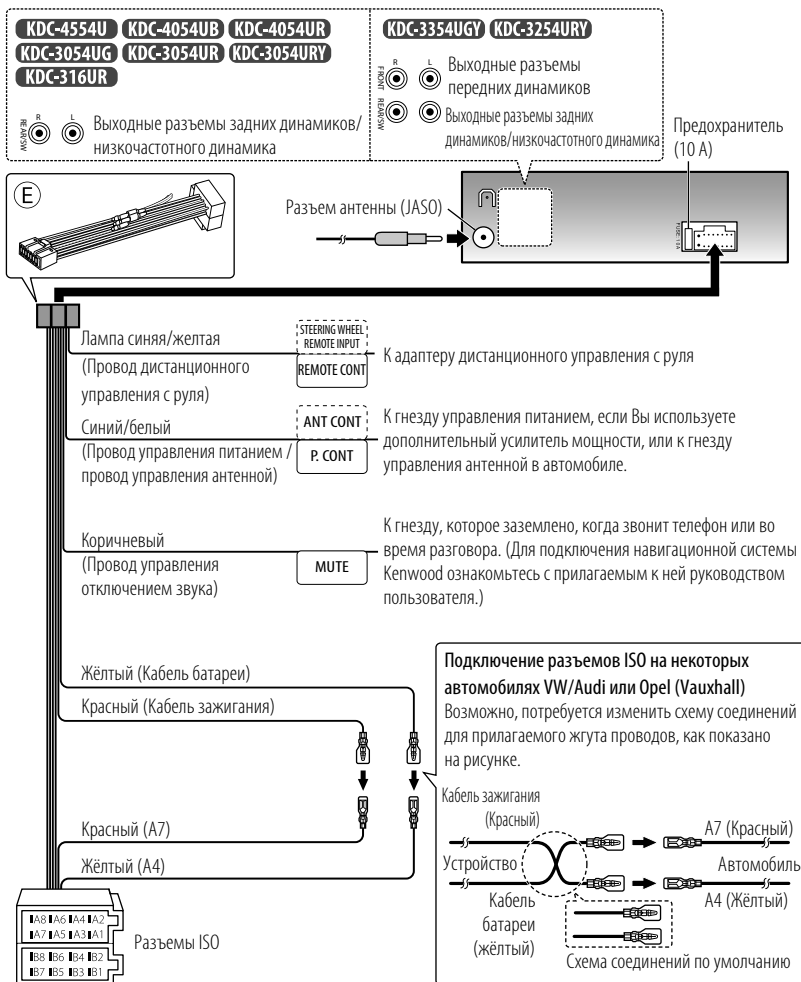 KDC-4554U KDC-4054UB KDC-4054UR
KDC-3054UG KDC-3054UR KDC-3054URY
KDC-316UR
R L
REAR/SW
Выходные разъемы задних динамиков/
низкочастотного динамика
KDC-3354UGY KDC-3254URY
R L
FRONT
Выходные разъемы
передних динамиков
REAR/SW
Выходные разъемы задних
динамиков/низкочастотного динамика
Предохранитель
(10 А)
E
Разъем антенны (JASO)
FUSE-10A
Лампа синяя/желтая
(Провод дистанционного
управления с руля)
STEERING WHEEL
REMOTE INPUT
REMOTE CONT
К адаптеру дистанционного управления с руля
Синий/белый
(Провод управления питанием /
провод управления антенной)
ANT CONT
P. CONT
К гнезду управления питанием, если Вы используете
дополнительный усилитель мощности, или к гнезду
управления антенной в автомобиле.
Коричневый
(Провод управления
отключением звука)
MUTE
К гнезду, которое заземлено, когда звонит телефон или во
время разговора. (Для подключения навигационной системы
Kenwood ознакомьтесь с прилагаемым к ней руководством
пользователя.)
Жёлтый (Кабель батареи)
Красный (Кабель зажигания)
Красный (A7)
Жёлтый (A4)
A8 A6 A4 A2
A7 A5 A3 A1
B8 B6 B4 B2
B7 B5 B3 B1
Разъемы ISO
Подключение разъемов ISO на некоторых
автомобилях VW/Audi или Opel (Vauxhall)
Возможно, потребуется изменить схему соединений
для прилагаемого жгута проводов, как показано
на рисунке.
Кабель зажигания
(Красный)
A7 (Красный)
Устройство
Автомобиль
Кабель
батареи
(жёлтый)
A4 (Жёлтый)
Схема соединений по умолчанию